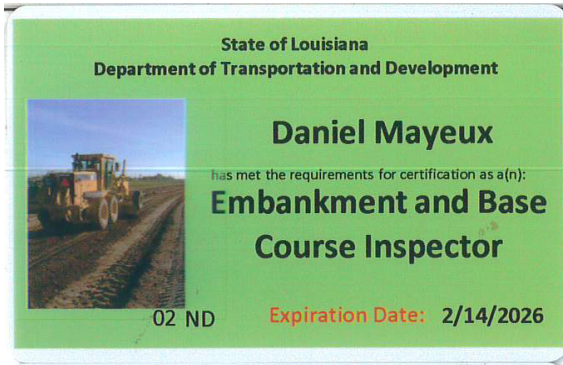 State of Louisiana
Department of Transportation and Development
Daniel Mayeux
has met the requirements for certification as a(n):
Embankment and Base
Course Inspector
02 ND
Expiration Date: 2/14/2026